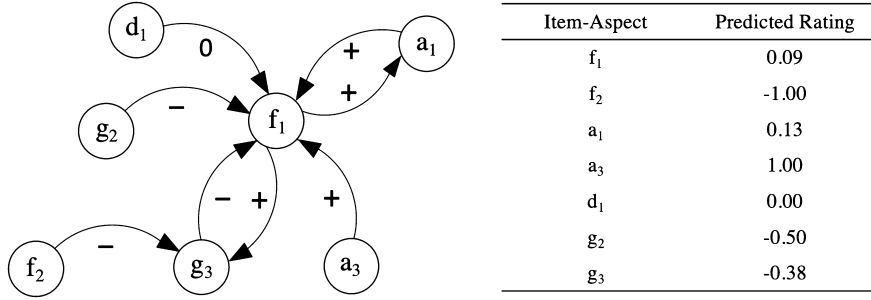 d₁
0
a₁
+
+
−
g₂
f₁
−
+
+
−
f₂
g₃
a₃
Item-Aspect Predicted Rating
f₁ 0.09
f₂ -1.00
a₁ 0.13
a₃ 1.00
d₁ 0.00
g₂ -0.50
g₃ -0.38